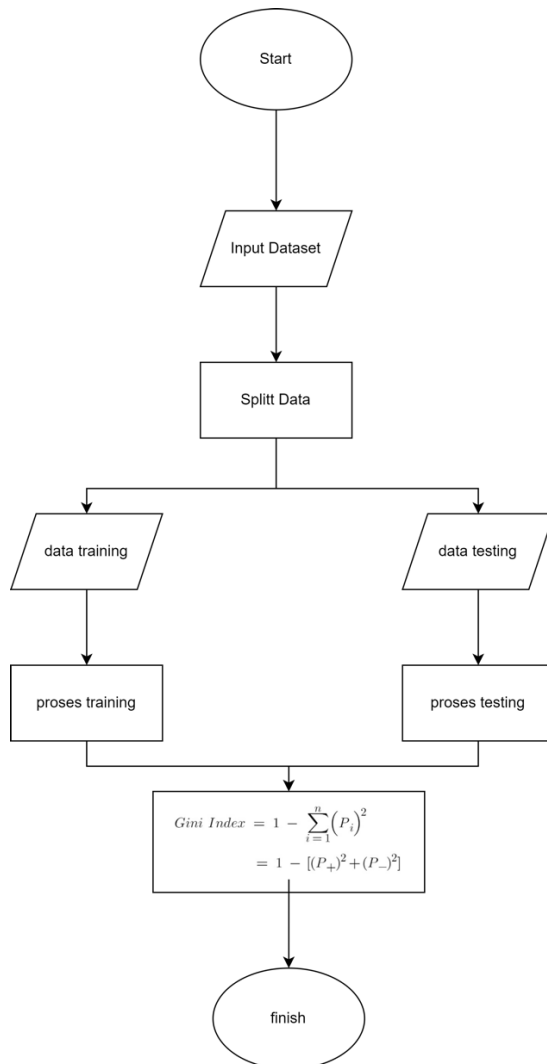 Start
Input Dataset
Splitt Data
data training
data testing
proses training
proses testing
Gini Index = 1 − ∑_{i=1}^{n} (P_i)^2
= 1 − [(P_+)^2 + (P_−)^2]
finish